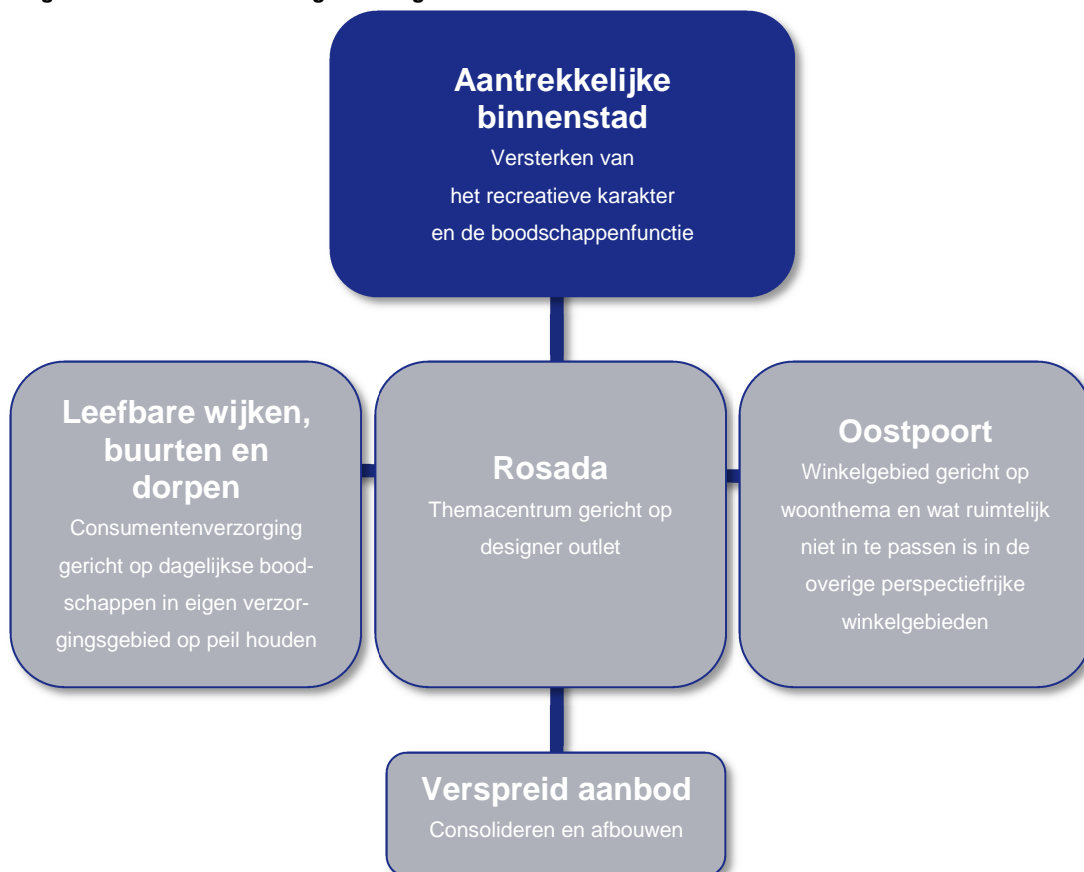 Aantrekkelijke
binnenstad
Versterken van
het recreatieve karakter
en de boodschappenfunctie
Leefbare wijken,
buurten en
dorpen
Consumentenverzorging
gericht op dagelijkse bood-
schappen in eigen verzor-
gingsgebied op peil houden
Rosada
Themacentrum gericht op
designer outlet
Oostpoort
Winkelgebied gericht op
woonthema en wat ruimtelijk
niet in te passen is in de
overige perspectiefrijke
winkelgebieden
Verspreid aanbod
Consolideren en afbouwen